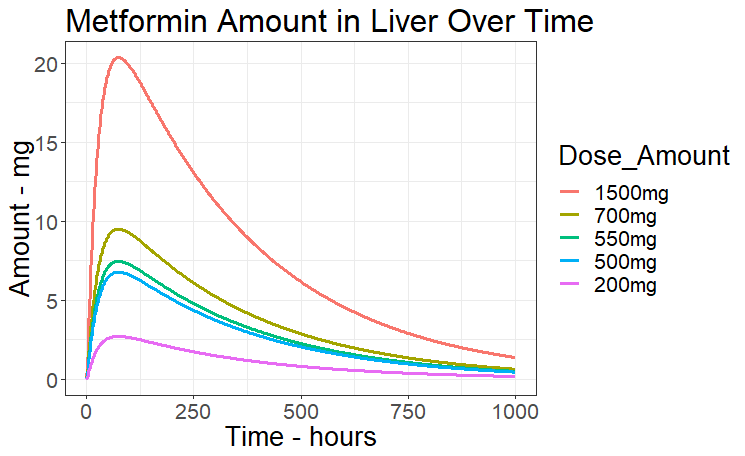 Metformin Amount in Liver Over Time
Amount - mg
20
15
10
5
0
0 250 500 750 1000
Time - hours
Dose_Amount
1500mg
700mg
550mg
500mg
200mg